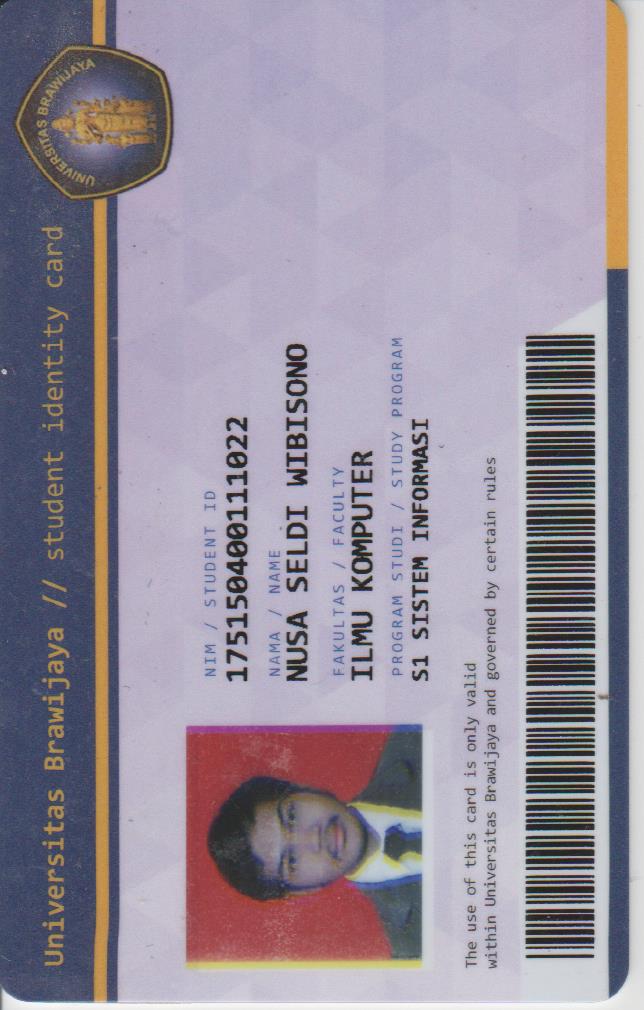 UNIVERSITAS BRAWIJAYA
Universitas Brawijaya // student identity card
NIM / STUDENT ID
175150400111022
NAMA / NAME
NUSA SELDI WIBISONO
FAKULTAS / FACULTY
ILMU KOMPUTER
PROGRAM STUDI / STUDY PROGRAM
S1 SISTEM INFORMASI
The use of this card is only valid
within Universitas Brawijaya and governed by certain rules